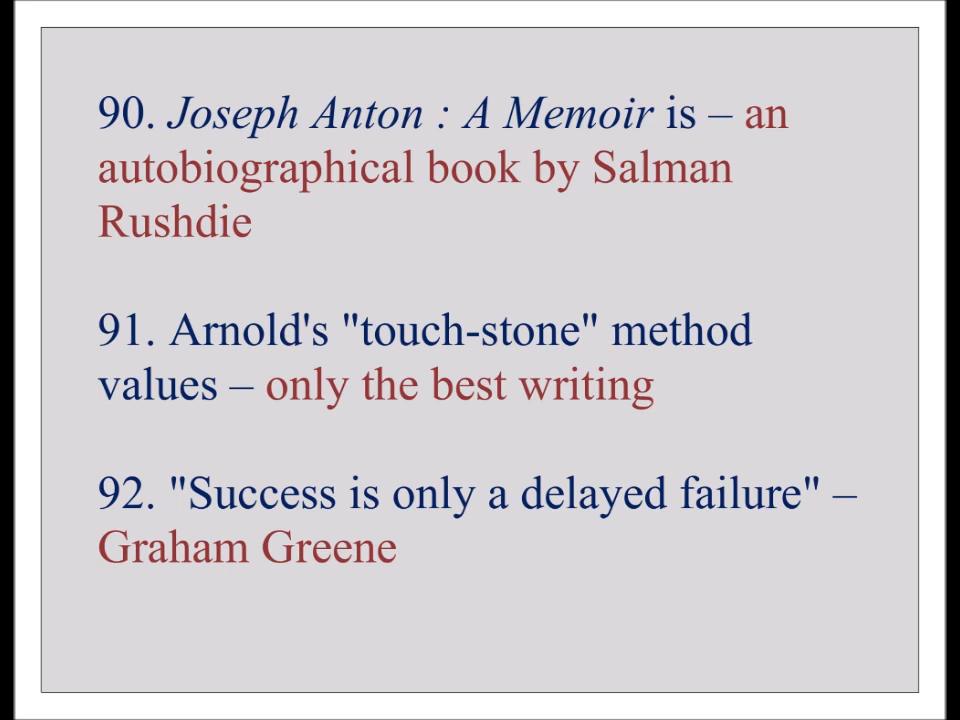 90. Joseph Anton : A Memoir is – an
autobiographical book by Salman
Rushdie
91. Arnold's "touch-stone" method
values – only the best writing
92. "Success is only a delayed failure" –
Graham Greene